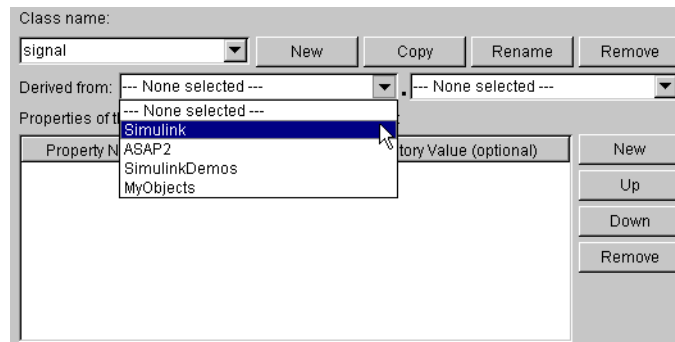 Class name:
signal New Copy Rename Remove
Derived from: --- None selected --- . --- None selected ---
--- None selected ---
Properties of t
Simulink
Property N ASAP2 tory Value (optional) New
SimulinkDemos
MyObjects
Up
Down
Remove